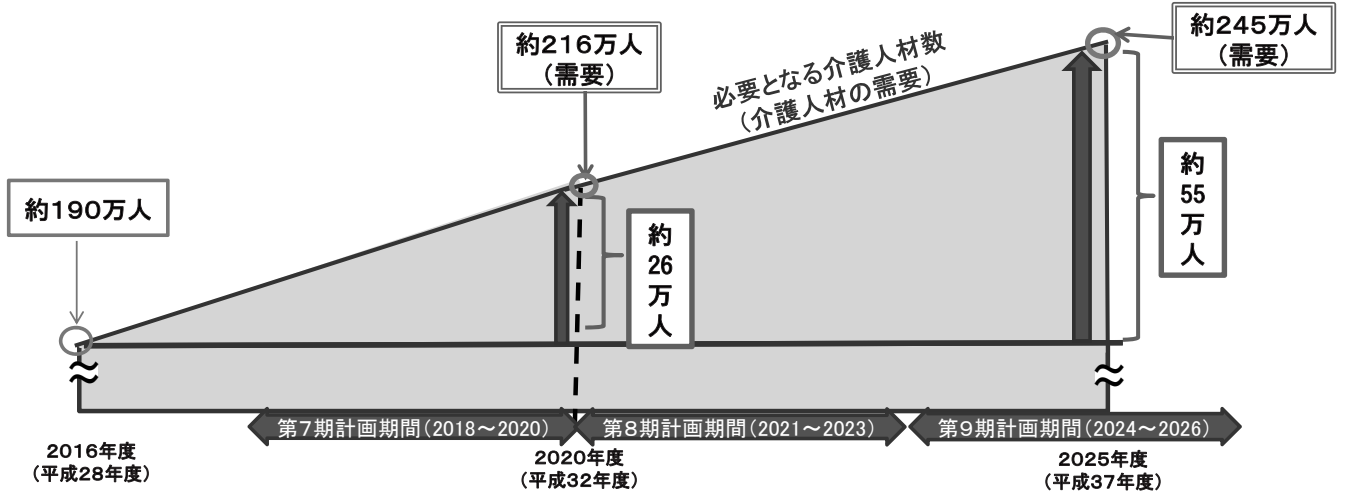 約216万人
（需要）
約245万人
（需要）
必要となる介護人材数
（介護人材の需要）
約190万人
約
26
万
人
約
55
万
人
第7期計画期間（2018～2020）
第8期計画期間（2021～2023）
第9期計画期間（2024～2026）
2016年度
（平成28年度）
2020年度
（平成32年度）
2025年度
（平成37年度）